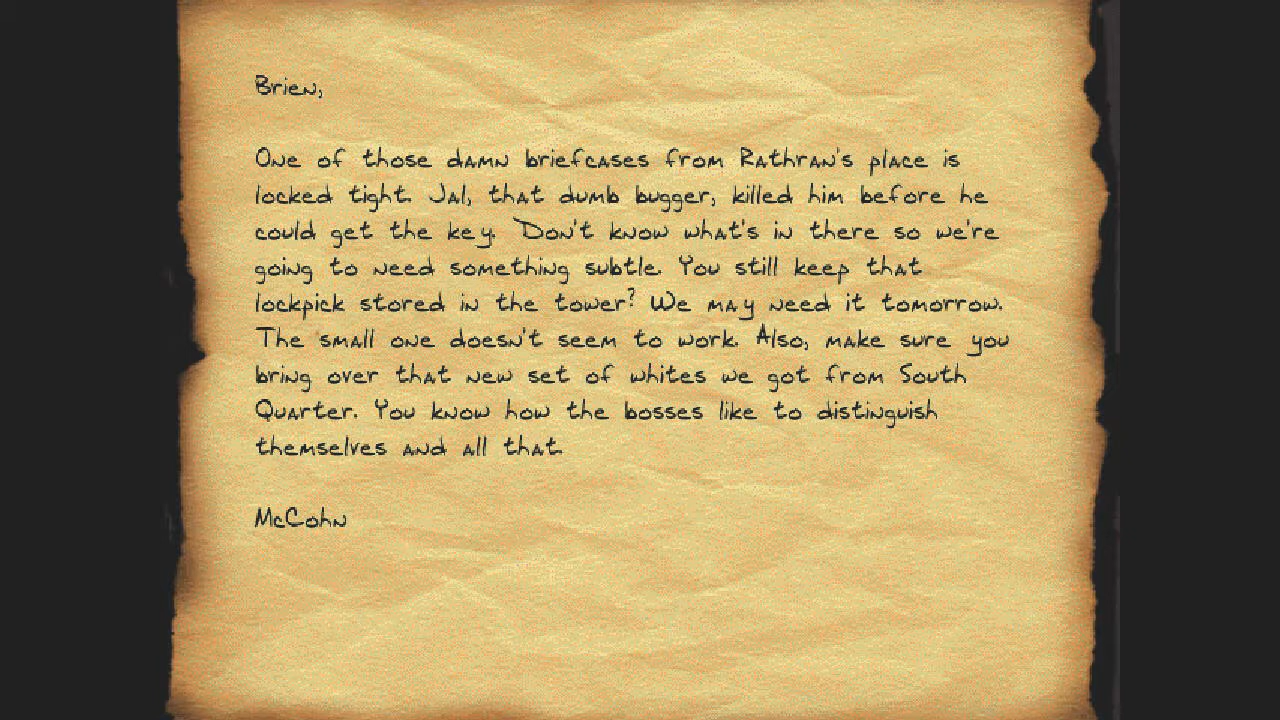 Brien,
One of those damn briefcases from Rathran's place is
locked tight. Jal, that dumb bugger, killed him before he
could get the key. Don't know what's in there so we're
going to need something subtle. You still keep that
lockpick stored in the tower? We may need it tomorrow.
The small one doesn't seem to work. Also, make sure you
bring over that new set of whites we got from South
Quarter. You know how the bosses like to distinguish
themselves and all that.
McCohn